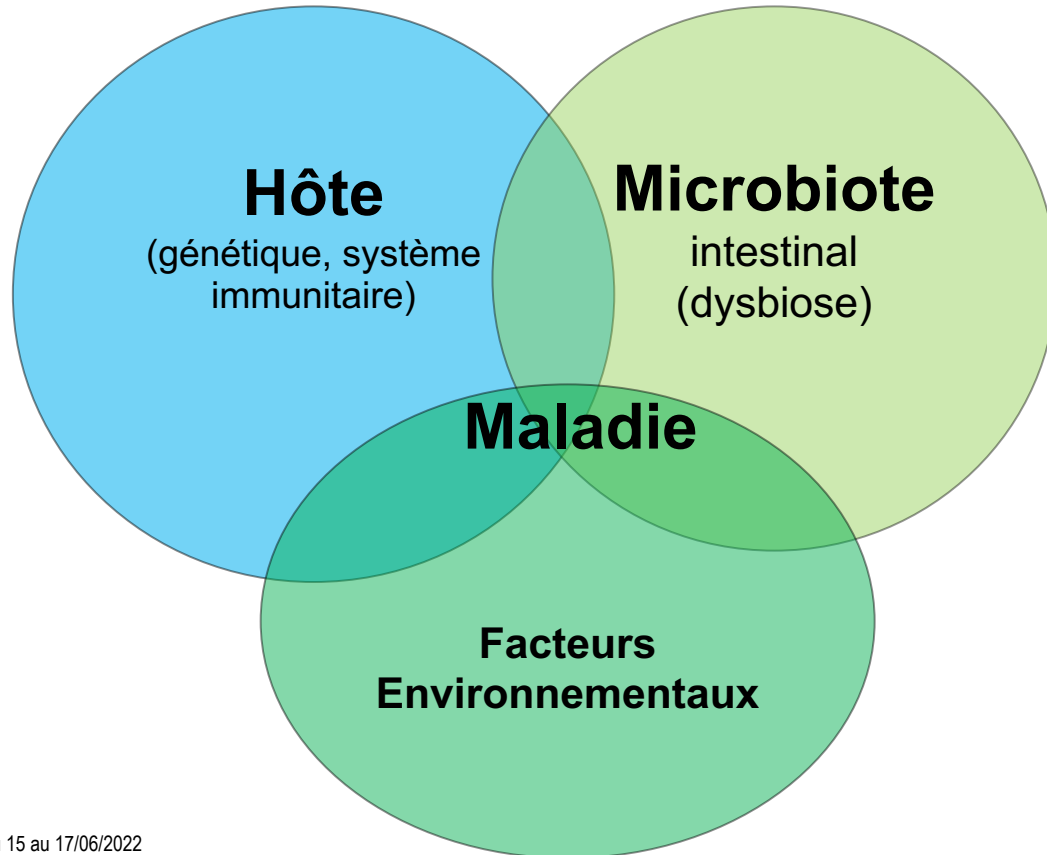 Hôte
(génétique, système
immunitaire)
Microbiote
intestinal
(dysbiose)
Maladie
Facteurs
Environnementaux
15 au 17/06/2022